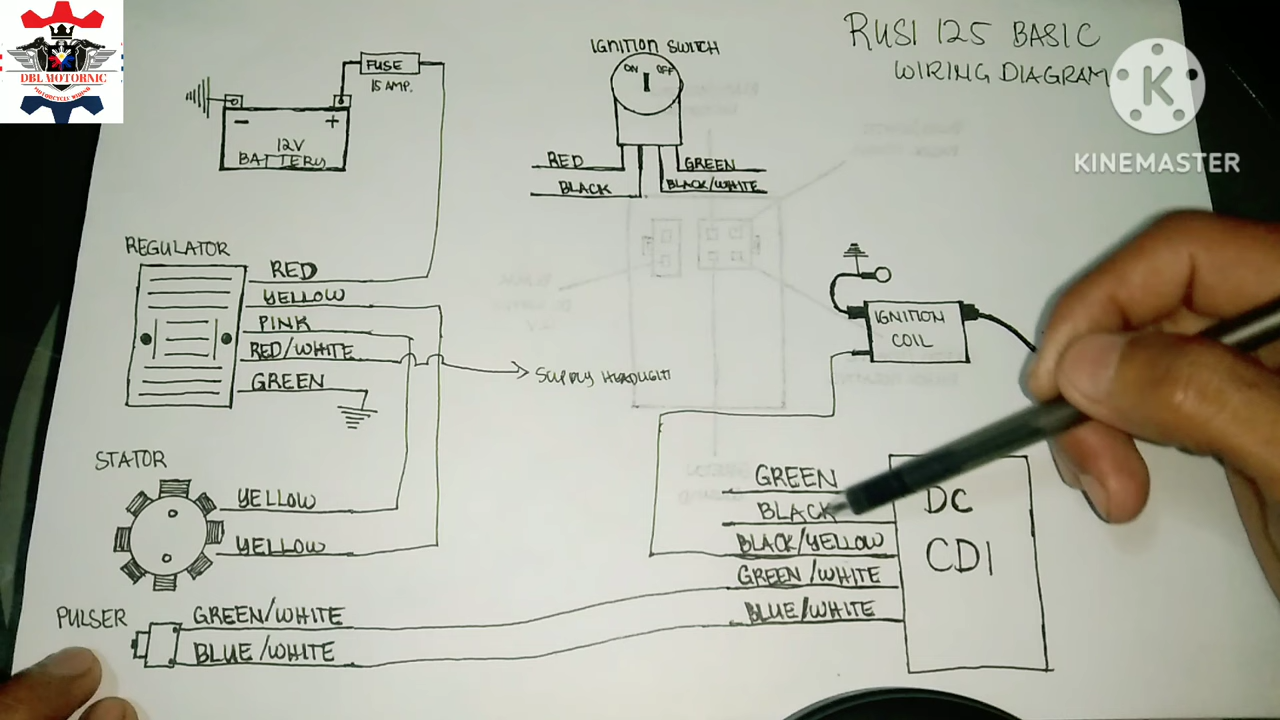 DBL MOTORNIC
MOTORCYCLE WIRING
RUSI 125 BASIC
WIRING DIAGRAM
KINEMASTER
FUSE
15 AMP.
- +
12V
BATTERY
IGNITION SWITCH
ON OFF
RED
GREEN
BLACK
BLACK/WHITE
REGULATOR
RED
YELLOW
PINK
RED/WHITE
GREEN
SUPPLY HEADLIGHT
IGNITION
COIL
STATOR
YELLOW
YELLOW
PULSER
GREEN/WHITE
BLUE/WHITE
GREEN
BLACK
BLACK/YELLOW
GREEN/WHITE
BLUE/WHITE
DC
CDI